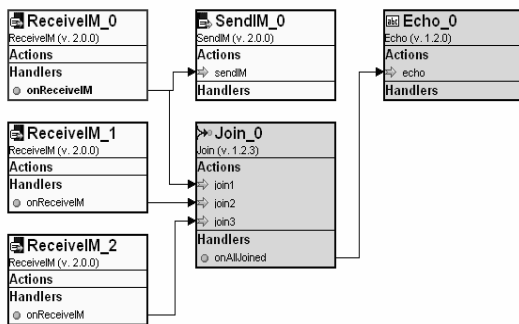 ReceiveIM_0
ReceiveIM (v. 2.0.0)
Actions
Handlers
onReceiveIM
SendIM_0
SendIM (v. 2.0.0)
Actions
sendIM
Handlers
abc Echo_0
Echo (v. 1.2.0)
Actions
echo
Handlers
ReceiveIM_1
ReceiveIM (v. 2.0.0)
Actions
Handlers
onReceiveIM
Join_0
Join (v. 1.2.3)
Actions
join1
join2
join3
Handlers
onAllJoined
ReceiveIM_2
ReceiveIM (v. 2.0.0)
Actions
Handlers
onReceiveIM